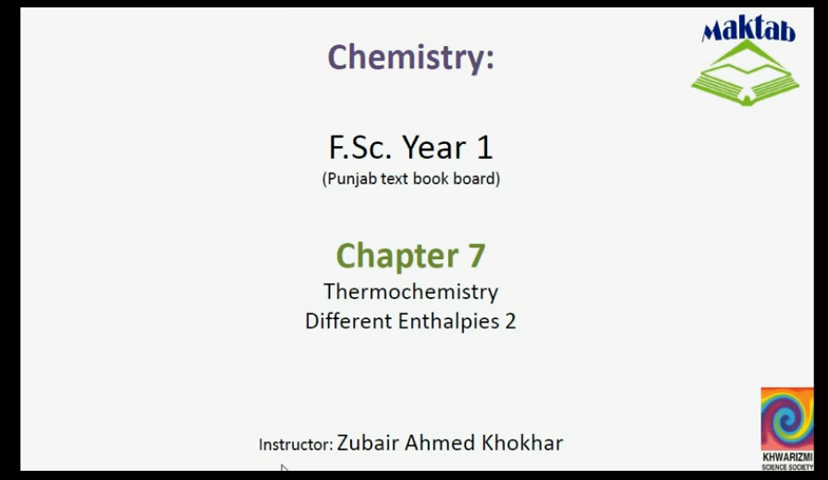 Maktab
Chemistry:
F.Sc. Year 1
(Punjab text book board)
Chapter 7
Thermochemistry
Different Enthalpies 2
Instructor: Zubair Ahmed Khokhar
KHWARIZMI
SCIENCE SOCIETY